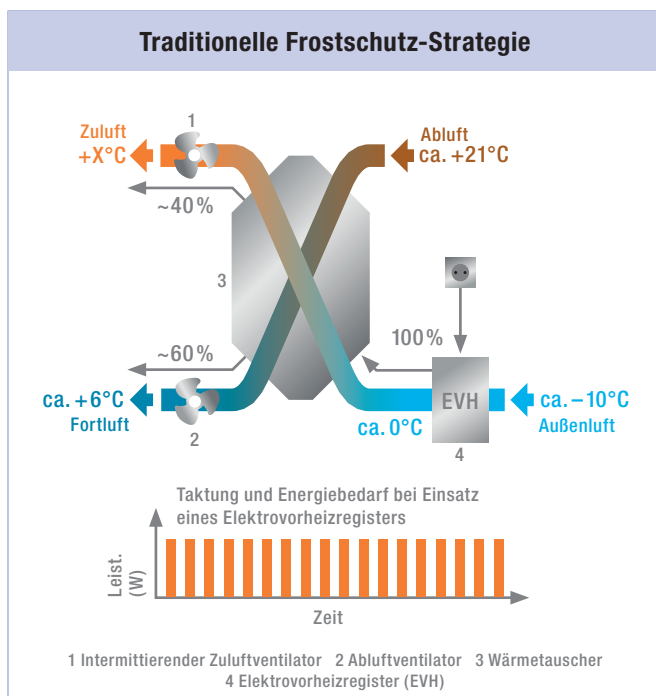 Traditionelle Frostschutz-Strategie
1
Zuluft
+X°C
Abluft
ca. +21°C
~40%
3
~60%
100%
ca. +6°C
Fortluft
2
ca. 0°C
EVH
4
ca. –10°C
Außenluft
Taktung und Energiebedarf bei Einsatz
eines Elektrovorheizregisters
Leist.
(W)
Zeit
1 Intermittierender Zuluftventilator 2 Abluftventilator 3 Wärmetauscher
4 Elektrovorheizregister (EVH)